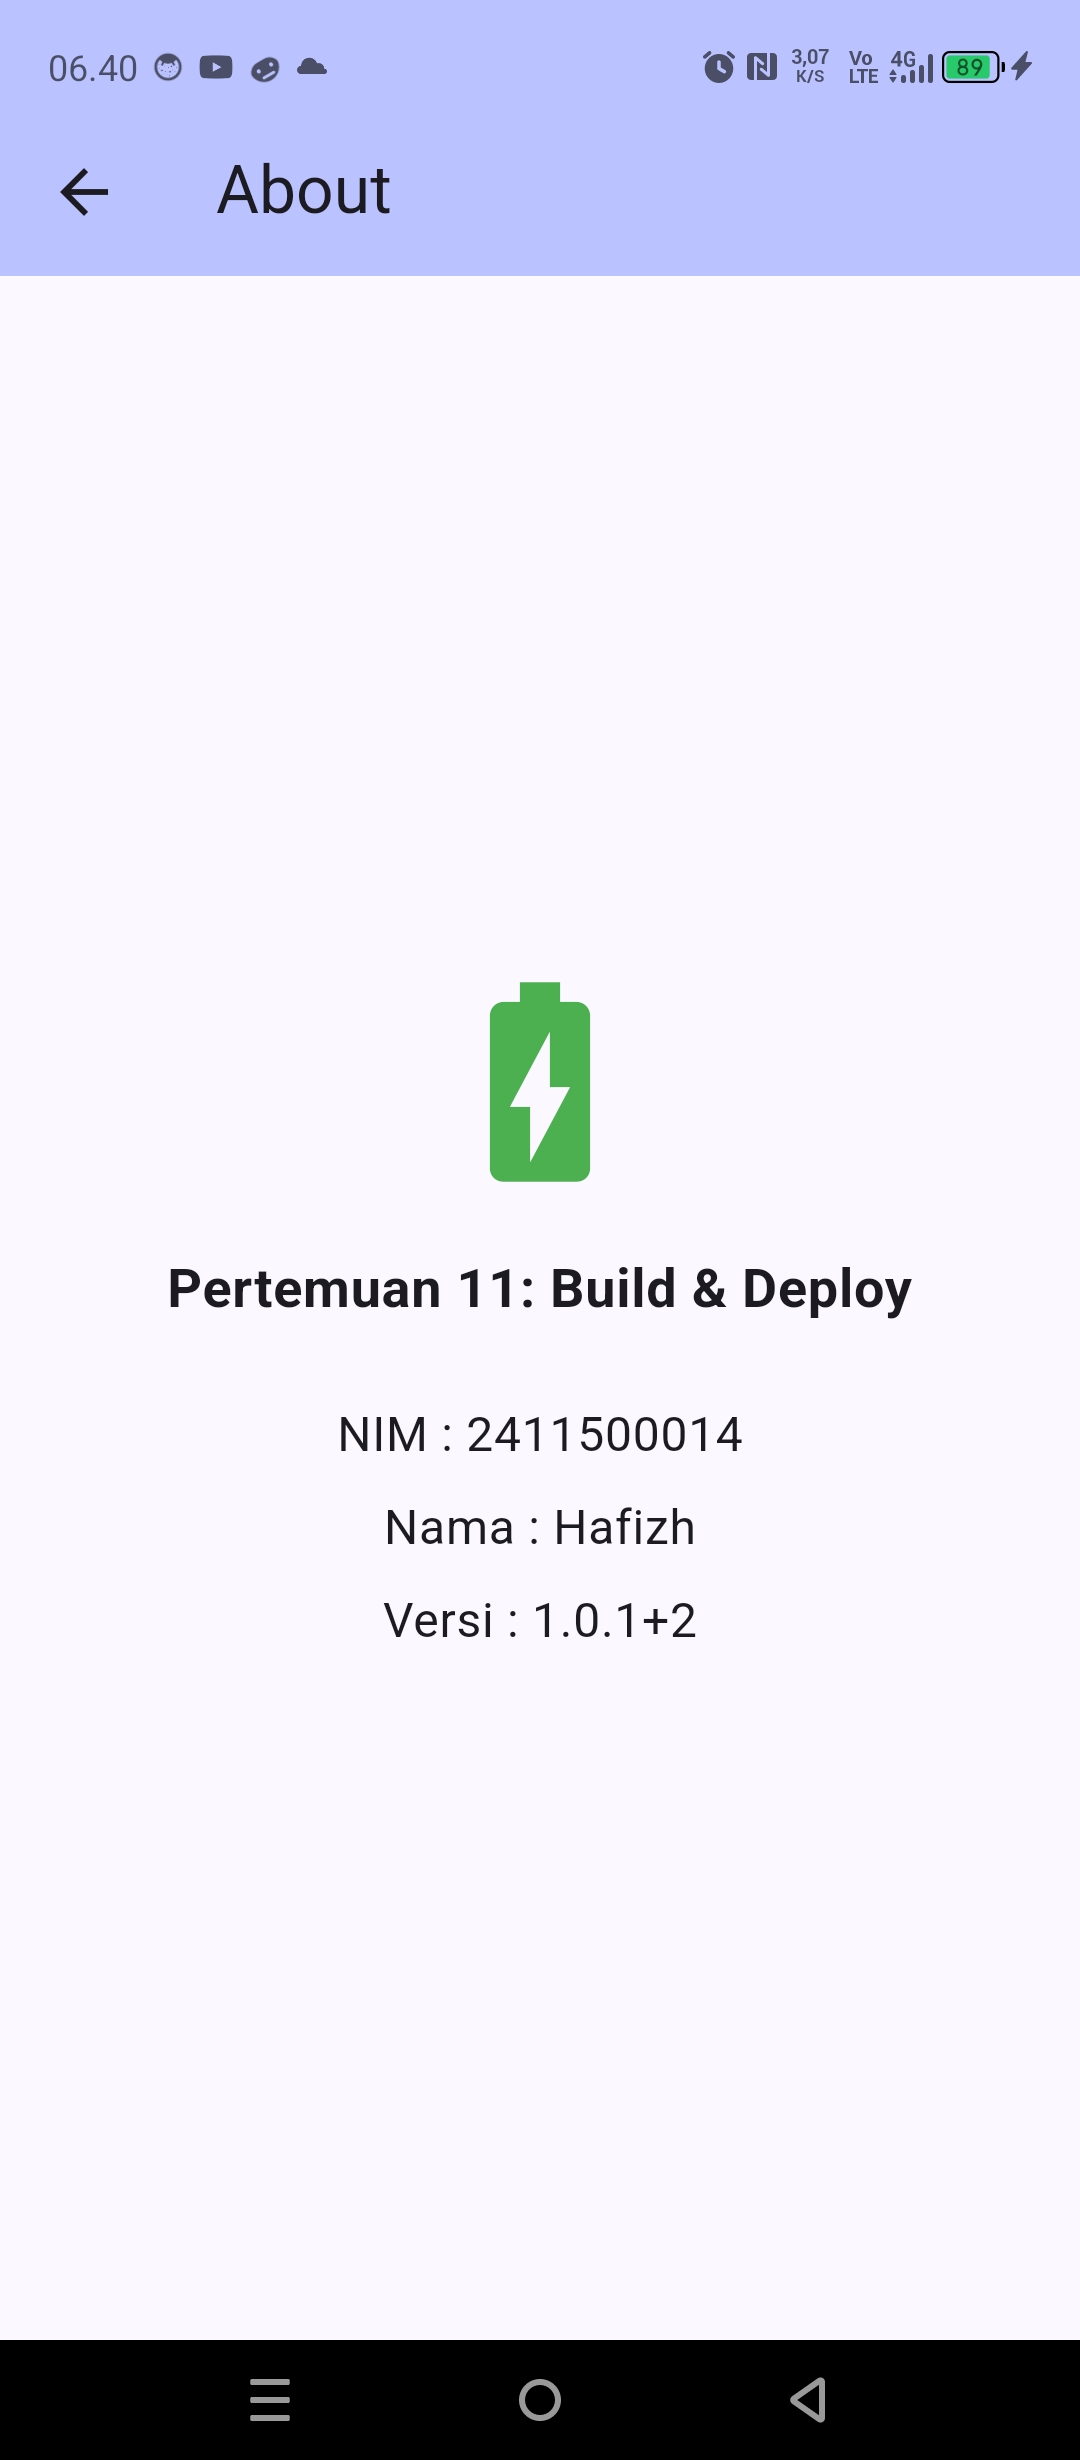 06.40
3,07 K/S Vo LTE 4G 89
About
Pertemuan 11: Build & Deploy
NIM : 2411500014
Nama : Hafizh
Versi : 1.0.1+2